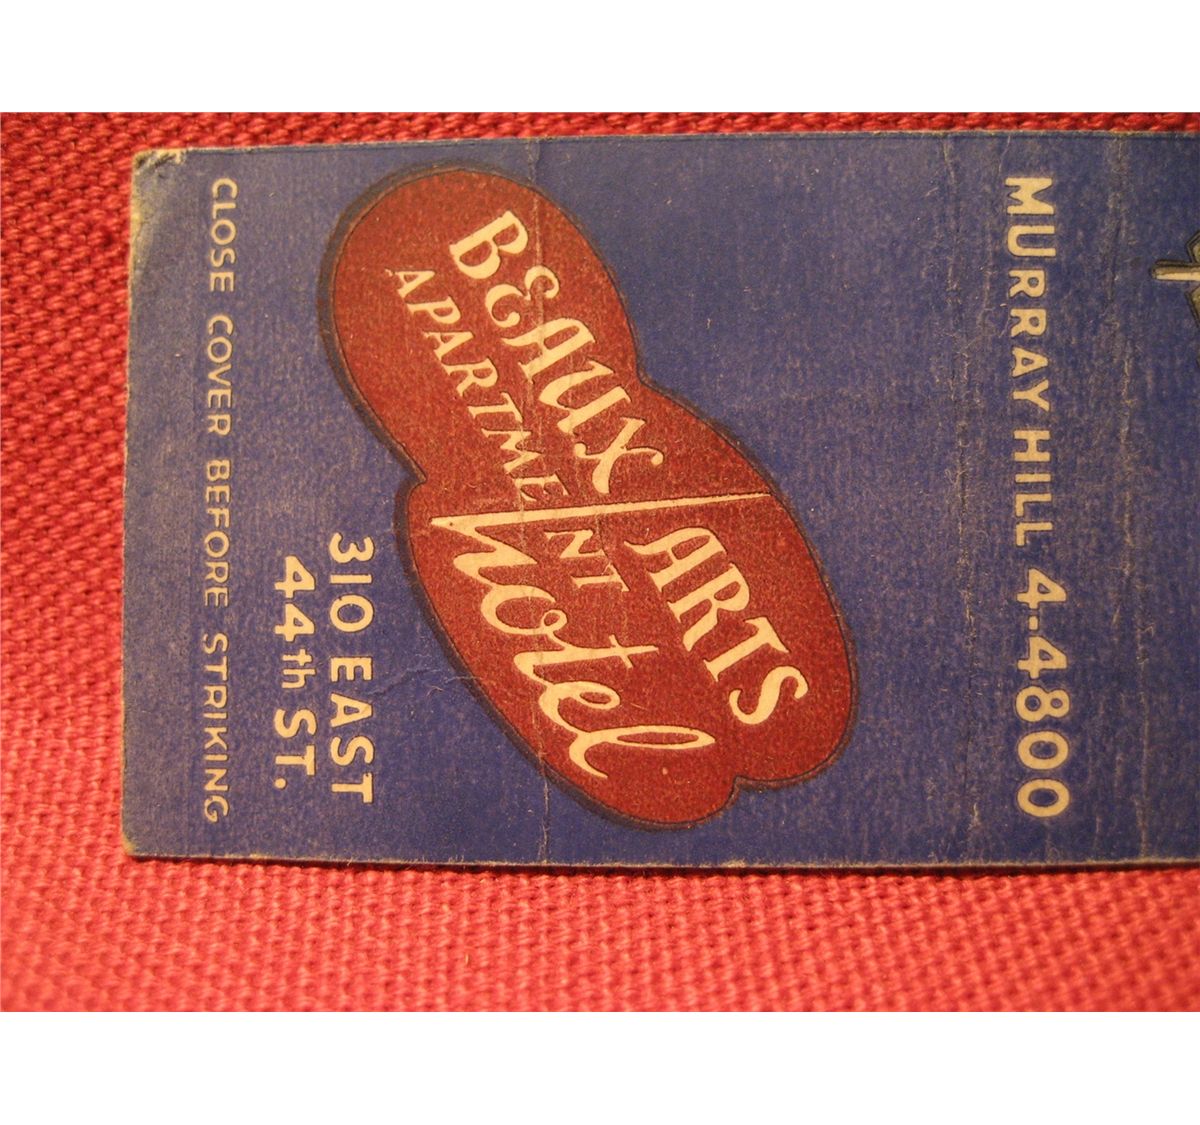 MURRAY HILL 4-4800
BEAUX ARTS
APARTMENT
hotel
310 EAST
44th ST.
CLOSE COVER BEFORE STRIKING